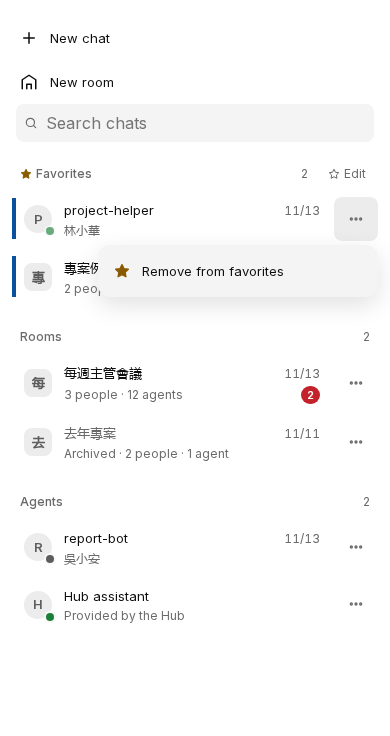 New chat
New room
Search chats
Favorites 2 Edit
P project-helper 11/13
林小華
專 專案
2
Remove from favorites
Rooms 2
每 每週主管會議 11/13
3 people · 12 agents 2
去 去年專案 11/11
Archived · 2 people · 1 agent
Agents 2
R report-bot 11/13
吳小安
H Hub assistant
Provided by the Hub